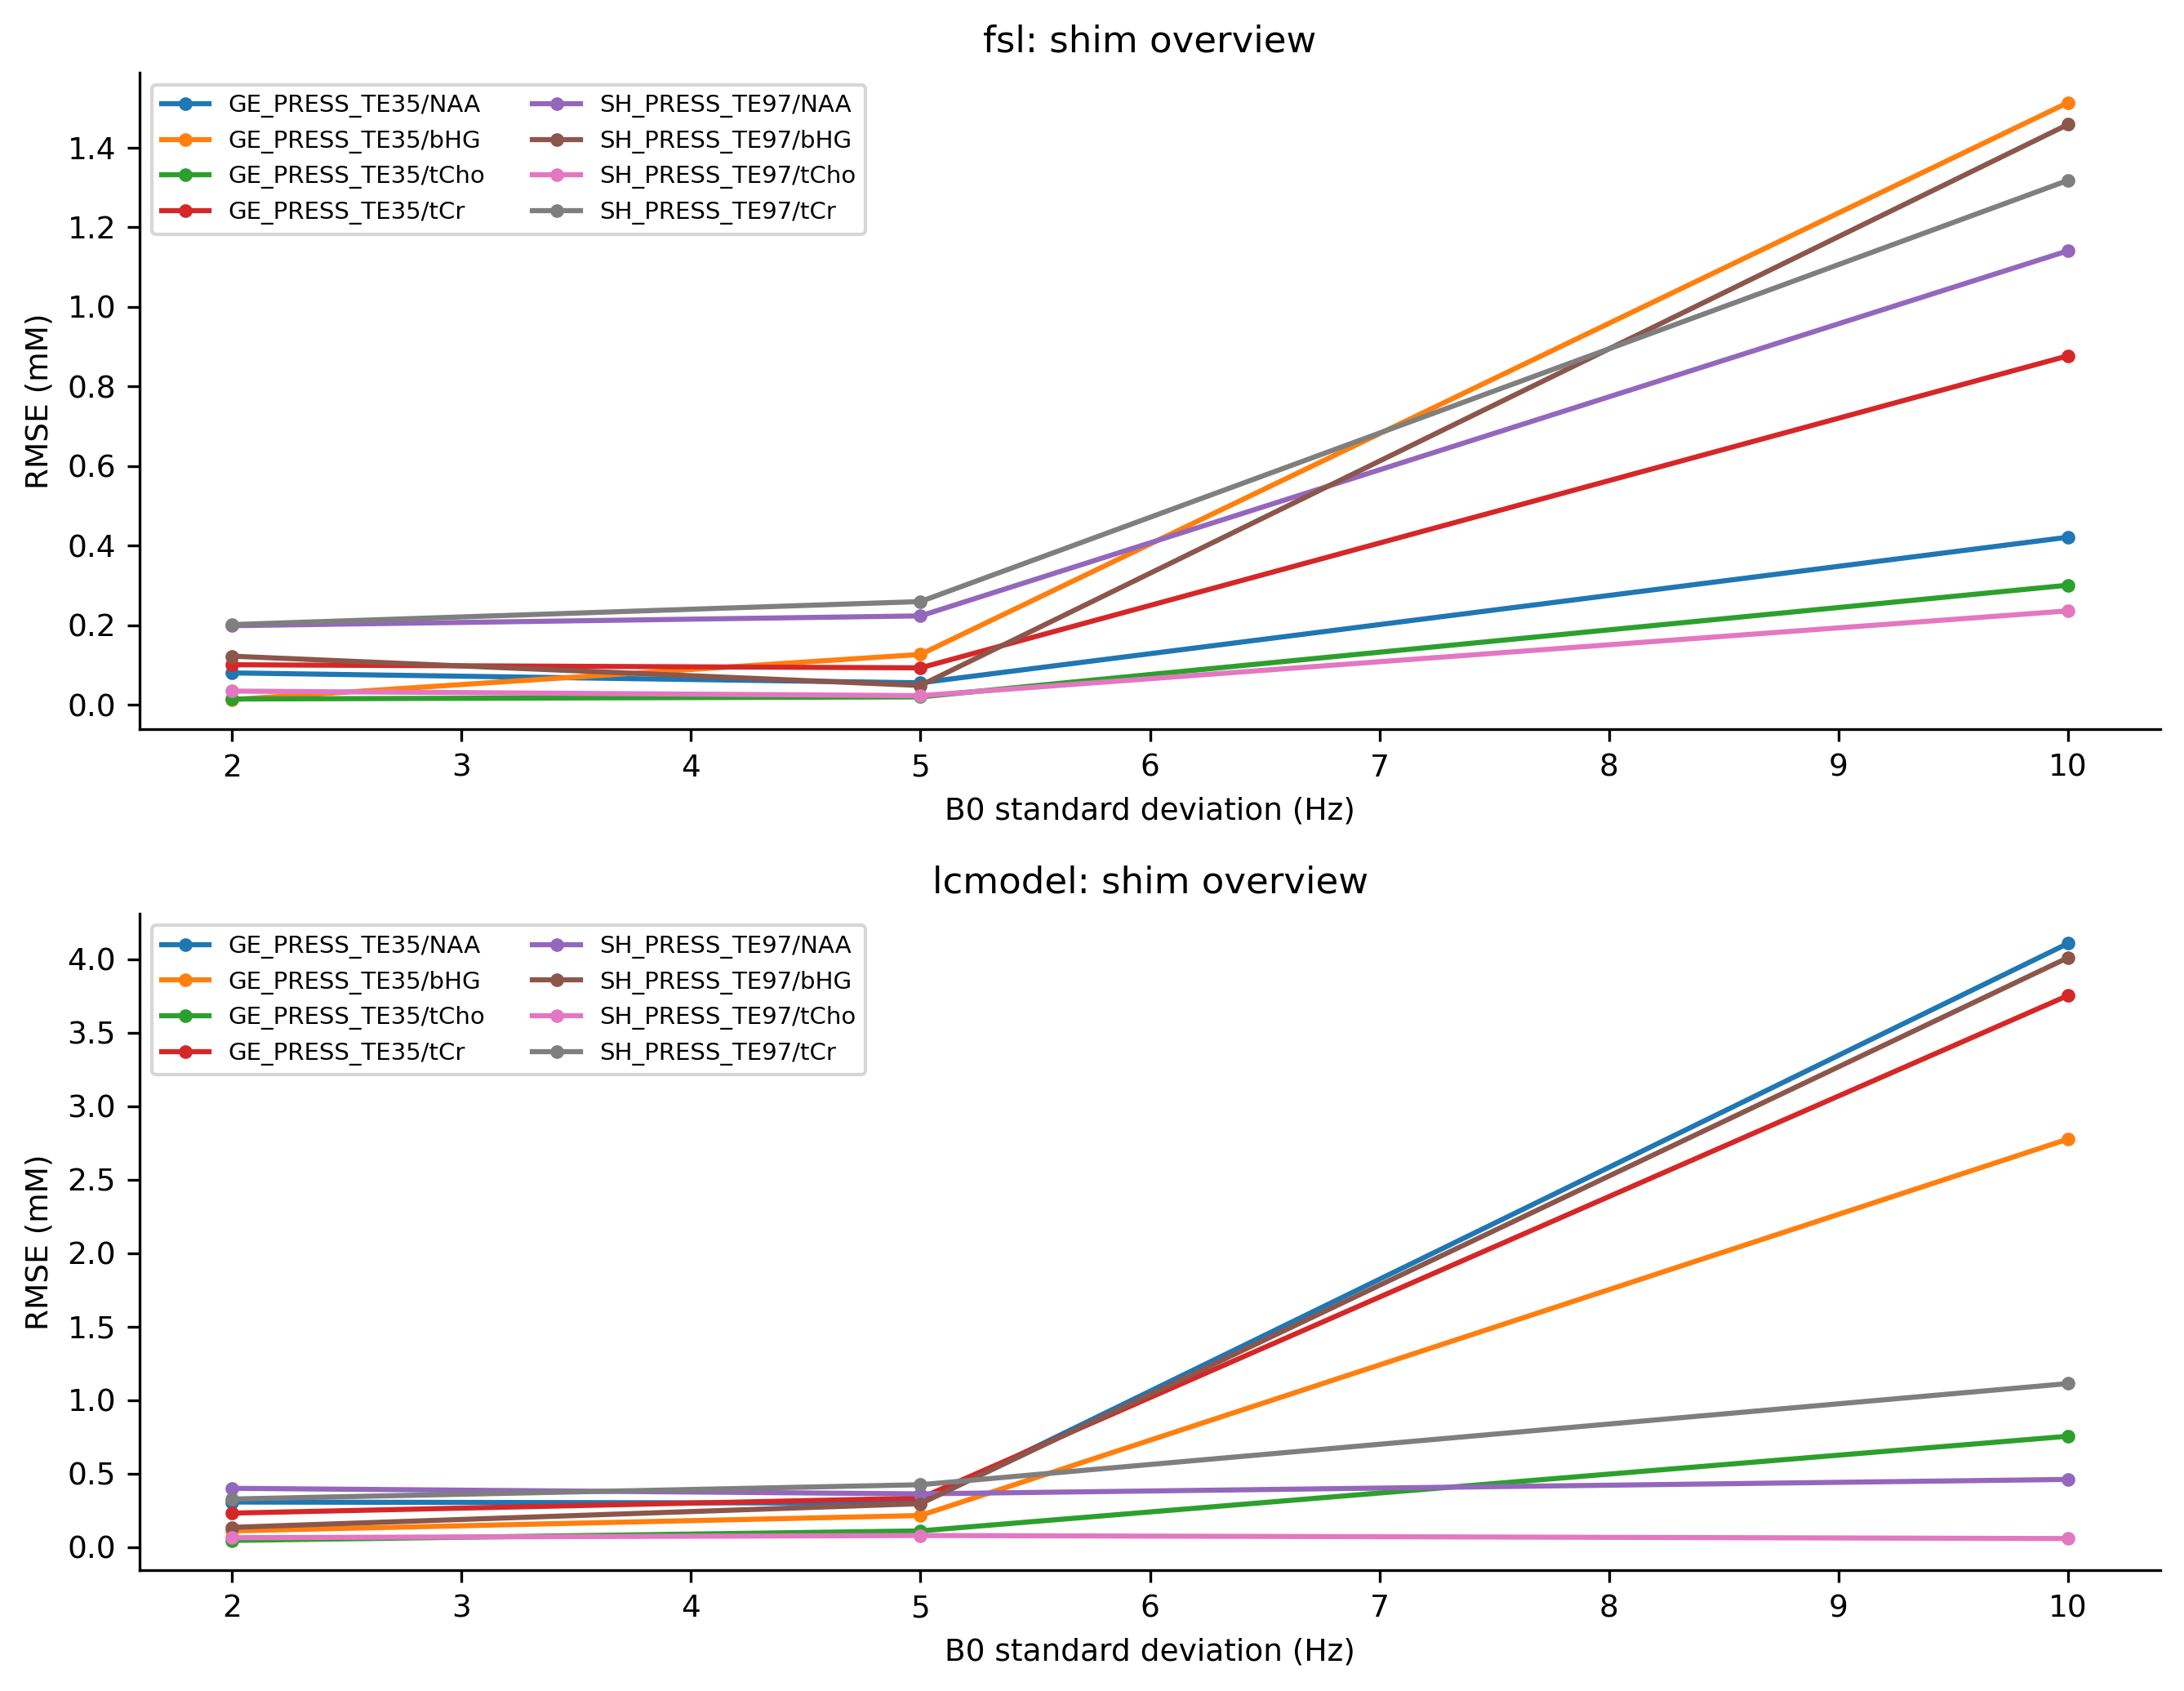 fsl: shim overview
GE_PRESS_TE35/NAA
GE_PRESS_TE35/bHG
GE_PRESS_TE35/tCho
GE_PRESS_TE35/tCr
SH_PRESS_TE97/NAA
SH_PRESS_TE97/bHG
SH_PRESS_TE97/tCho
SH_PRESS_TE97/tCr
RMSE (mM)
1.4
1.2
1.0
0.8
0.6
0.4
0.2
0.0
2 3 4 5 6 7 8 9 10
B0 standard deviation (Hz)
lcmodel: shim overview
GE_PRESS_TE35/NAA
GE_PRESS_TE35/bHG
GE_PRESS_TE35/tCho
GE_PRESS_TE35/tCr
SH_PRESS_TE97/NAA
SH_PRESS_TE97/bHG
SH_PRESS_TE97/tCho
SH_PRESS_TE97/tCr
RMSE (mM)
4.0
3.5
3.0
2.5
2.0
1.5
1.0
0.5
0.0
2 3 4 5 6 7 8 9 10
B0 standard deviation (Hz)